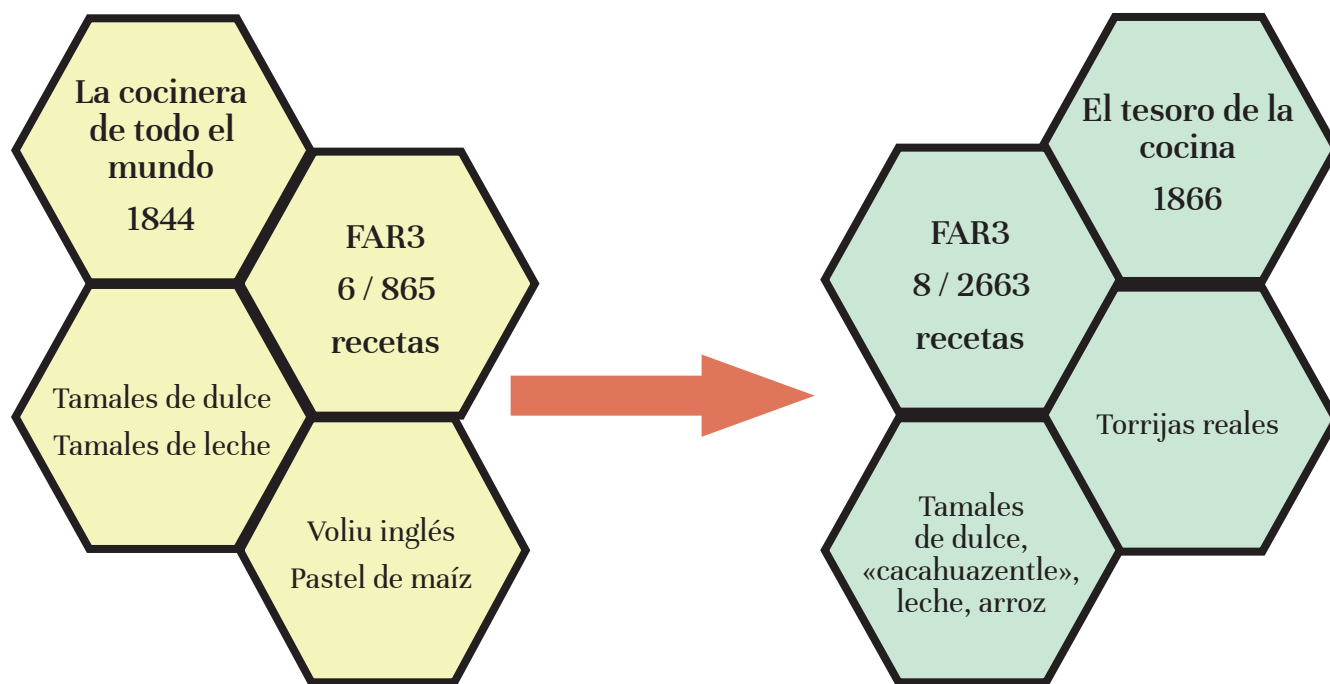 La cocinera
de todo el
mundo
1844
FAR3
6 / 865
recetas
Tamales de dulce
Tamales de leche
Voliu inglés
Pastel de maíz
El tesoro de la
cocina
1866
FAR3
8 / 2663
recetas
Torrijas reales
Tamales
de dulce,
«cacahuazentle»,
leche, arroz